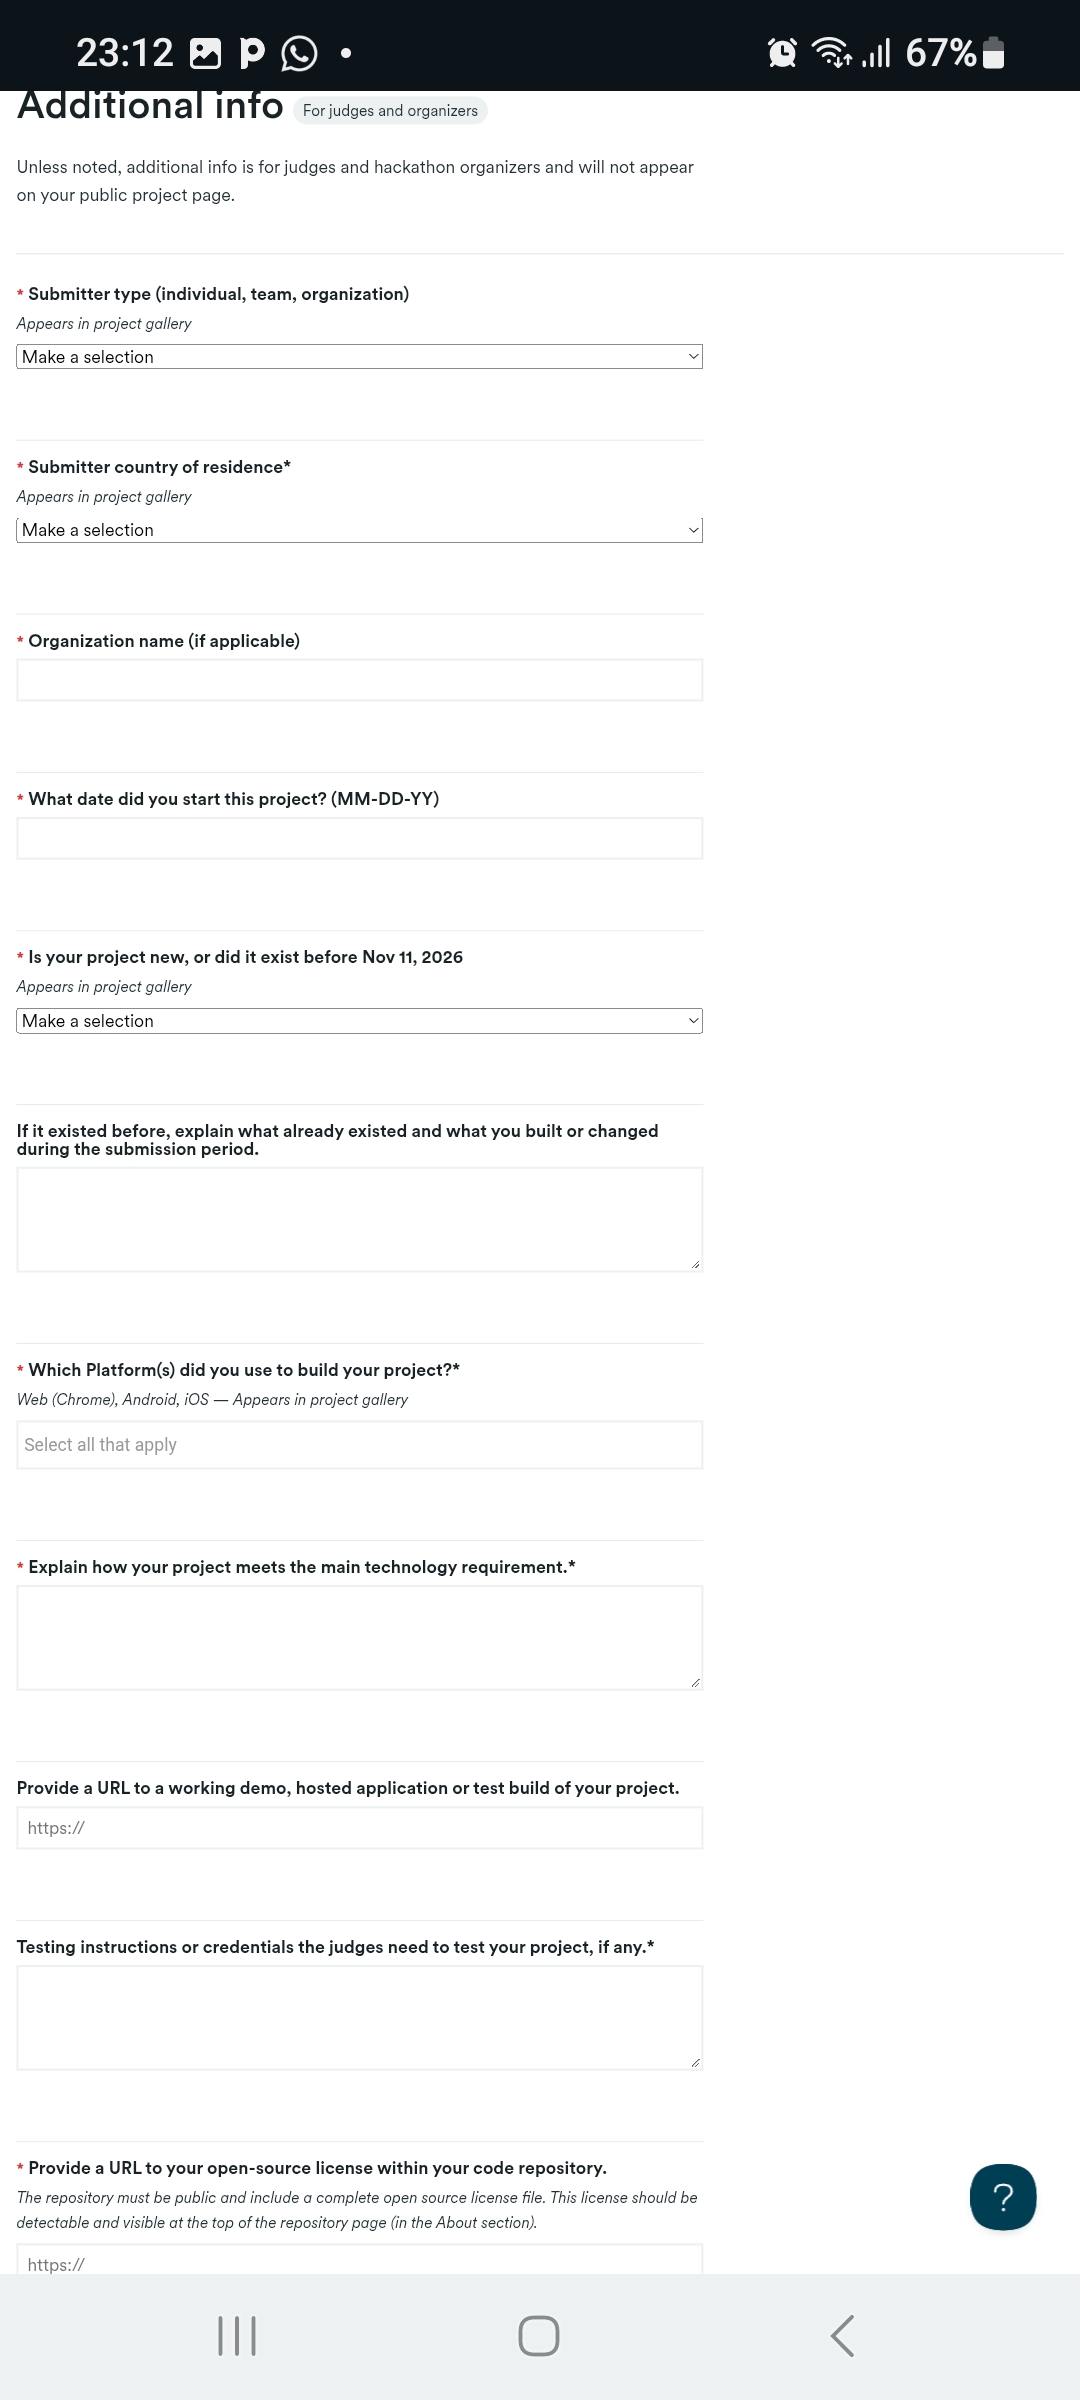 23:12
67%
Additional info For judges and organizers
Unless noted, additional info is for judges and hackathon organizers and will not appear
on your public project page.
* Submitter type (individual, team, organization)
Appears in project gallery
Make a selection
* Submitter country of residence*
Appears in project gallery
Make a selection
* Organization name (if applicable)
* What date did you start this project? (MM-DD-YY)
* Is your project new, or did it exist before Nov 11, 2026
Appears in project gallery
Make a selection
If it existed before, explain what already existed and what you built or changed
during the submission period.
* Which Platform(s) did you use to build your project?*
Web (Chrome), Android, iOS — Appears in project gallery
Select all that apply
* Explain how your project meets the main technology requirement.*
Provide a URL to a working demo, hosted application or test build of your project.
https://
Testing instructions or credentials the judges need to test your project, if any.*
* Provide a URL to your open-source license within your code repository.
The repository must be public and include a complete open source license file. This license should be
detectable and visible at the top of the repository page (in the About section).
https://
?